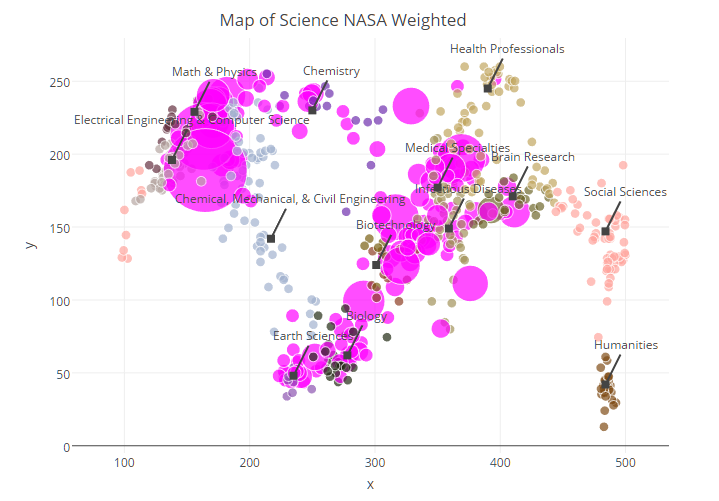 Map of Science NASA Weighted
Health Professionals
Math & Physics
Chemistry
250
Electrical Engineering & Computer Science
Medical Specialties
200
Brain Research
Infectious Diseases
Social Sciences
Chemical, Mechanical, & Civil Engineering
150
Biotechnology
y
100
Biology
Earth Sciences
Humanities
50
0
100
200
300
400
500
x